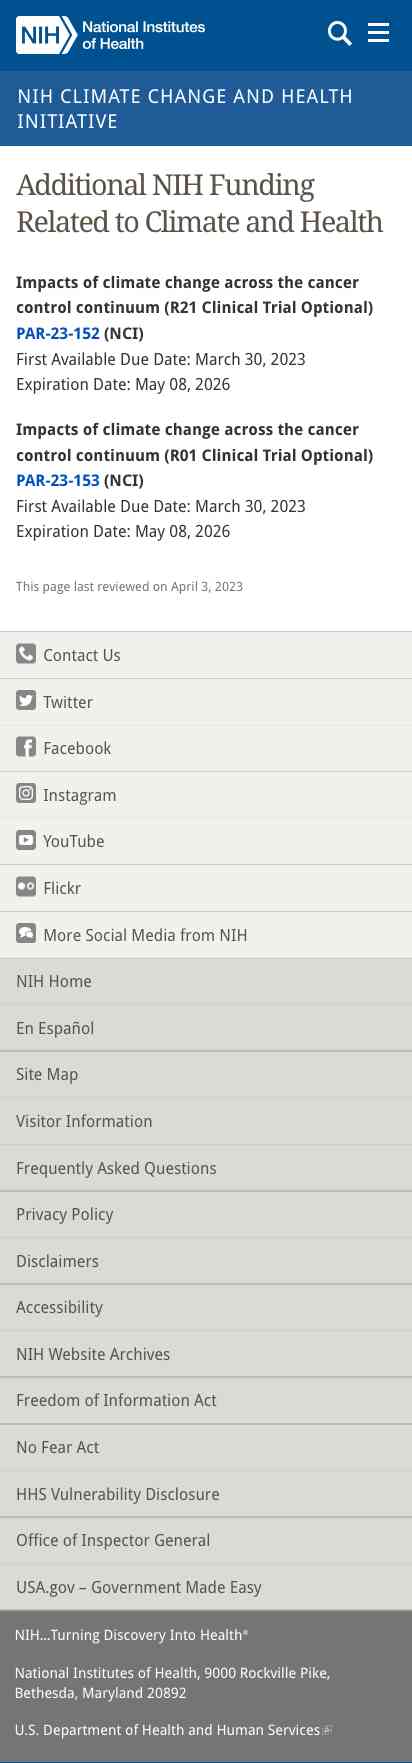 NIH National Institutes
of Health
NIH CLIMATE CHANGE AND HEALTH
INITIATIVE
Additional NIH Funding
Related to Climate and Health
Impacts of climate change across the cancer
control continuum (R21 Clinical Trial Optional)
PAR-23-152 (NCI)
First Available Due Date: March 30, 2023
Expiration Date: May 08, 2026
Impacts of climate change across the cancer
control continuum (R01 Clinical Trial Optional)
PAR-23-153 (NCI)
First Available Due Date: March 30, 2023
Expiration Date: May 08, 2026
This page last reviewed on April 3, 2023
Contact Us
Twitter
Facebook
Instagram
YouTube
Flickr
More Social Media from NIH
NIH Home
En Español
Site Map
Visitor Information
Frequently Asked Questions
Privacy Policy
Disclaimers
Accessibility
NIH Website Archives
Freedom of Information Act
No Fear Act
HHS Vulnerability Disclosure
Office of Inspector General
USA.gov – Government Made Easy
NIH...Turning Discovery Into Health®
National Institutes of Health, 9000 Rockville Pike,
Bethesda, Maryland 20892
U.S. Department of Health and Human Services